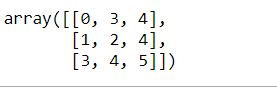 array([[0, 3, 4],
       [1, 2, 4],
       [3, 4, 5]])